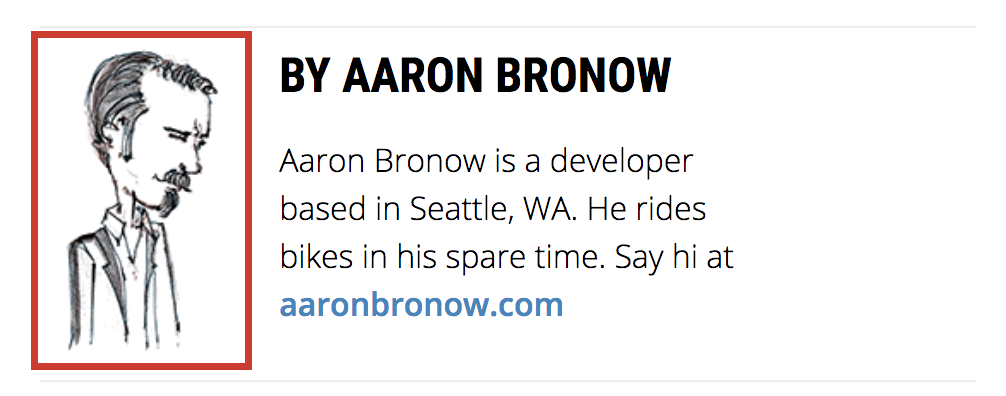 BY AARON BRONOW
Aaron Bronow is a developer
based in Seattle, WA. He rides
bikes in his spare time. Say hi at
aaronbronow.com